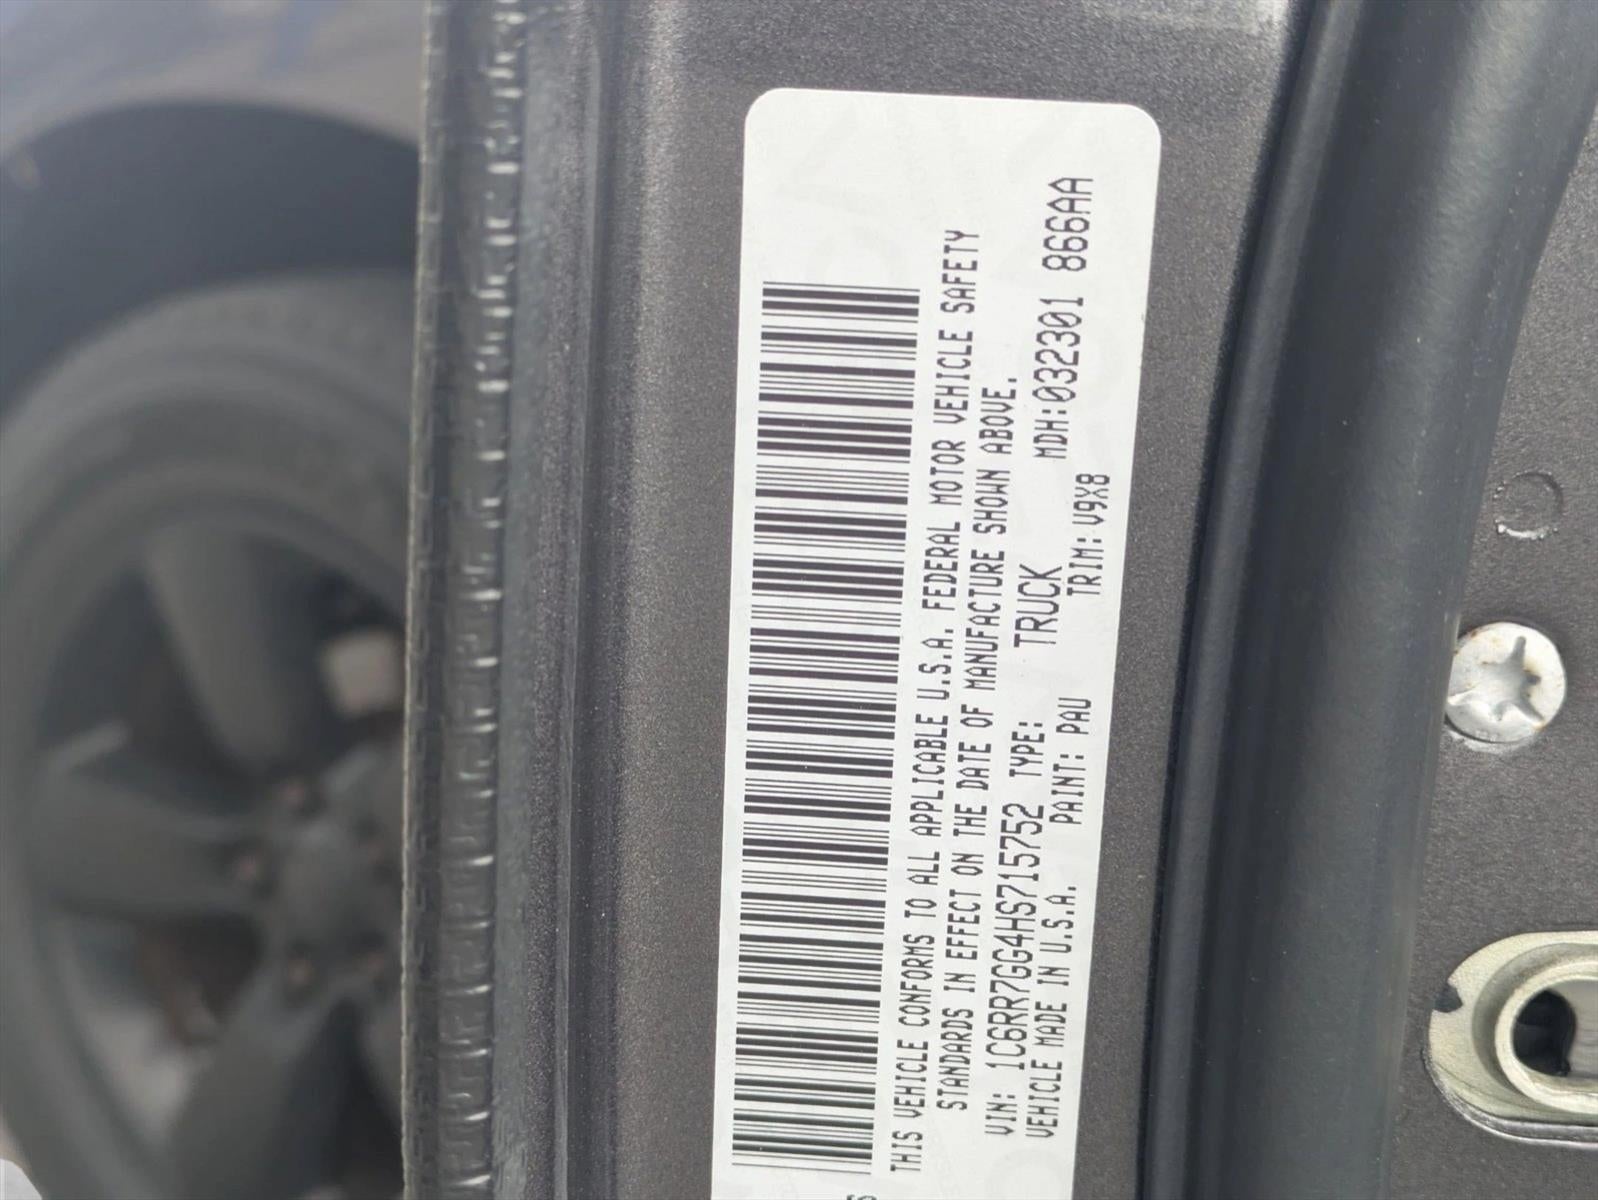 THIS VEHICLE CONFORMS TO ALL APPLICABLE U.S.A. FEDERAL MOTOR VEHICLE SAFETY
STANDARDS IN EFFECT ON THE DATE OF MANUFACTURE SHOWN ABOVE.
VIN: 1C6RR7GG4HS715752 TYPE: TRUCK MDH:032301 866AA
VEHICLE MADE IN U.S.A. PAINT: PAU TRIM:V9X8